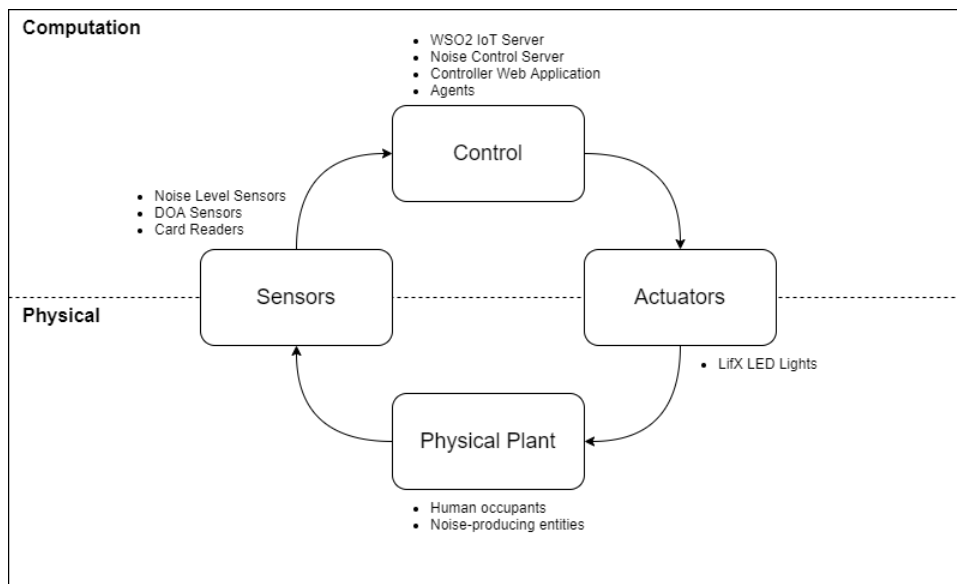 Computation
• WSO2 IoT Server
• Noise Control Server
• Controller Web Application
• Agents
Control
• Noise Level Sensors
• DOA Sensors
• Card Readers
Sensors
Actuators
Physical
• LifX LED Lights
Physical Plant
• Human occupants
• Noise-producing entities